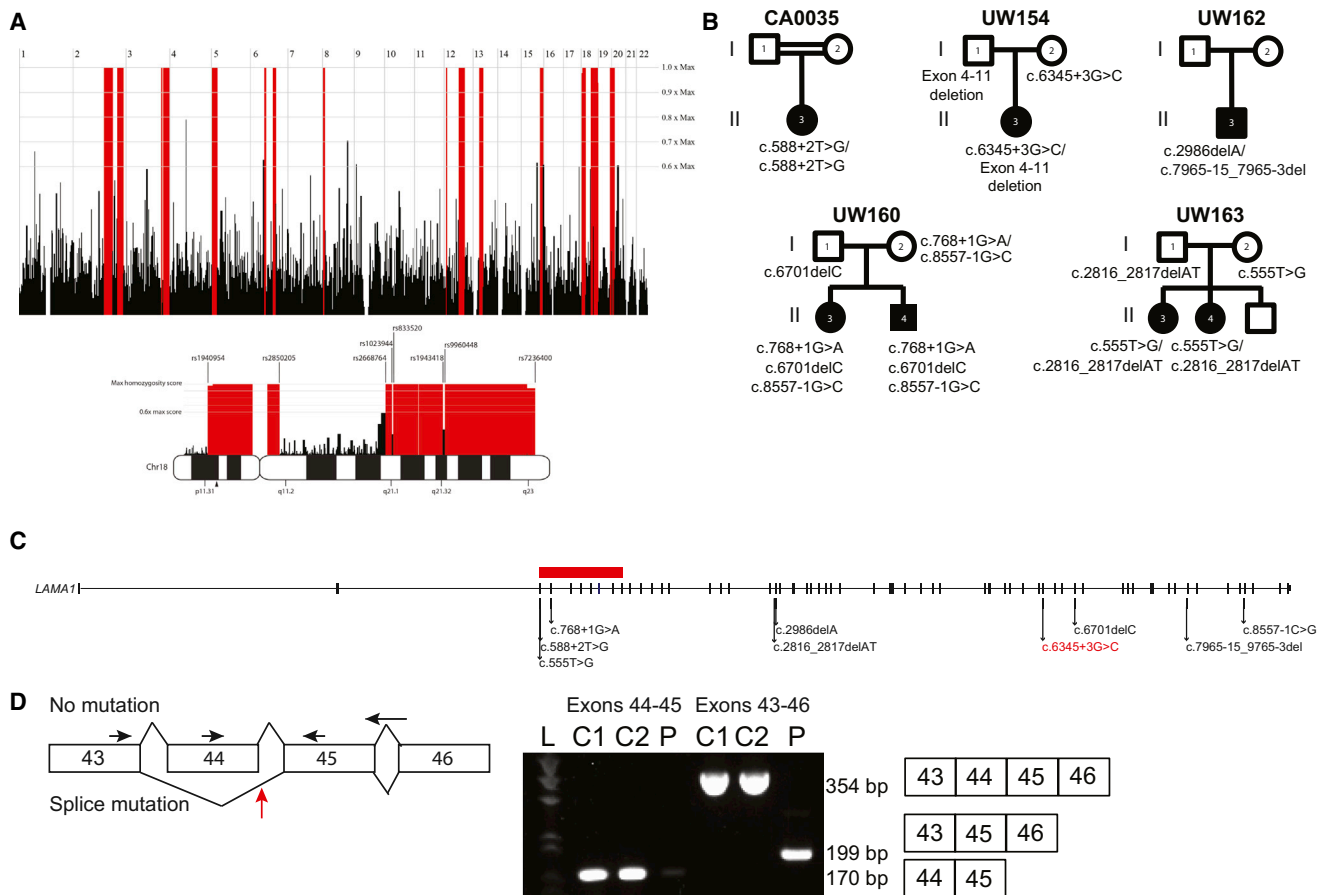 A
1 2 3 4 5 6 7 8 9 10 11 12 13 14 15 16 17 18 19 20 21 22
1.0 x Max
0.9 x Max
0.8 x Max
0.7 x Max
0.6 x Max
rs833520
rs1023944 rs9960448
rs1940954 rs2850205 rs2668764 rs1943418 rs7236400
Max homozygosity score
0.6x max score
Chr18
p11.31 q11.2 q21.1 q21.32 q23
B
CA0035
I
1 2
II
3
c.588+2T>G/
c.588+2T>G
UW154
I
1 2
Exon 4-11
deletion
c.6345+3G>C
II
3
c.6345+3G>C/
Exon 4-11
deletion
UW162
I
1 2
II
3
c.2986delA/
c.7965-15_7965-3del
UW160
I
1 2
c.6701delC
c.768+1G>A/
c.8557-1G>C
II
3 4
c.768+1G>A
c.6701delC
c.8557-1G>C
c.768+1G>A
c.6701delC
c.8557-1G>C
UW163
I
1 2
c.2816_2817delAT c.555T>G
II
3 4
c.555T>G/
c.2816_2817delAT
c.555T>G/
c.2816_2817delAT
C
LAMA1
c.768+1G>A
c.588+2T>G
c.555T>G
c.2986delA
c.2816_2817delAT
c.6345+3G>C
c.6701delC
c.7965-15_9765-3del
c.8557-1C>G
D
No mutation
43 44 45 46
Splice mutation
Exons 44-45 Exons 43-46
L C1 C2 P C1 C2 P
354 bp
43 44 45 46
199 bp
43 45 46
170 bp
44 45